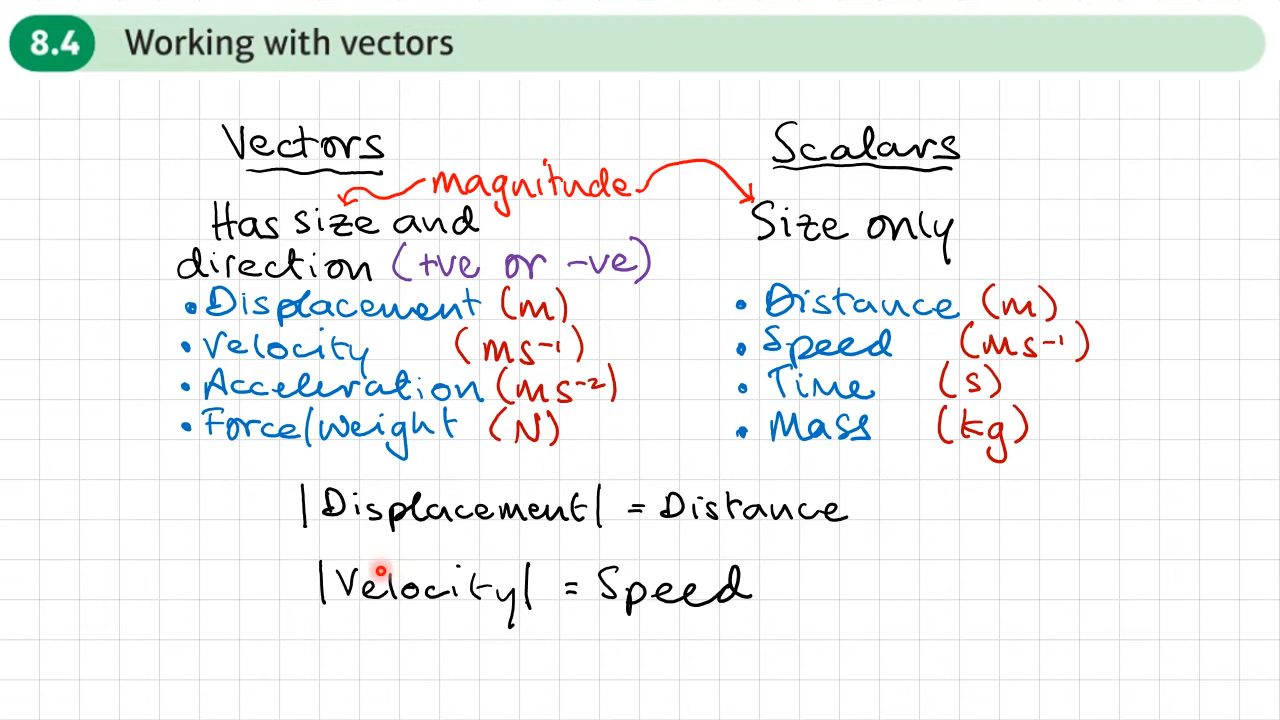 8.4 Working with vectors
Vectors
Scalars
magnitude
Has size and
direction (+ve or -ve)
Size only
• Displacement (m)
• Velocity (ms⁻¹)
• Acceleration (ms⁻²)
• Force/Weight (N)
• Distance (m)
• Speed (ms⁻¹)
• Time (s)
• Mass (kg)
|Displacement| = Distance
|Velocity| = Speed